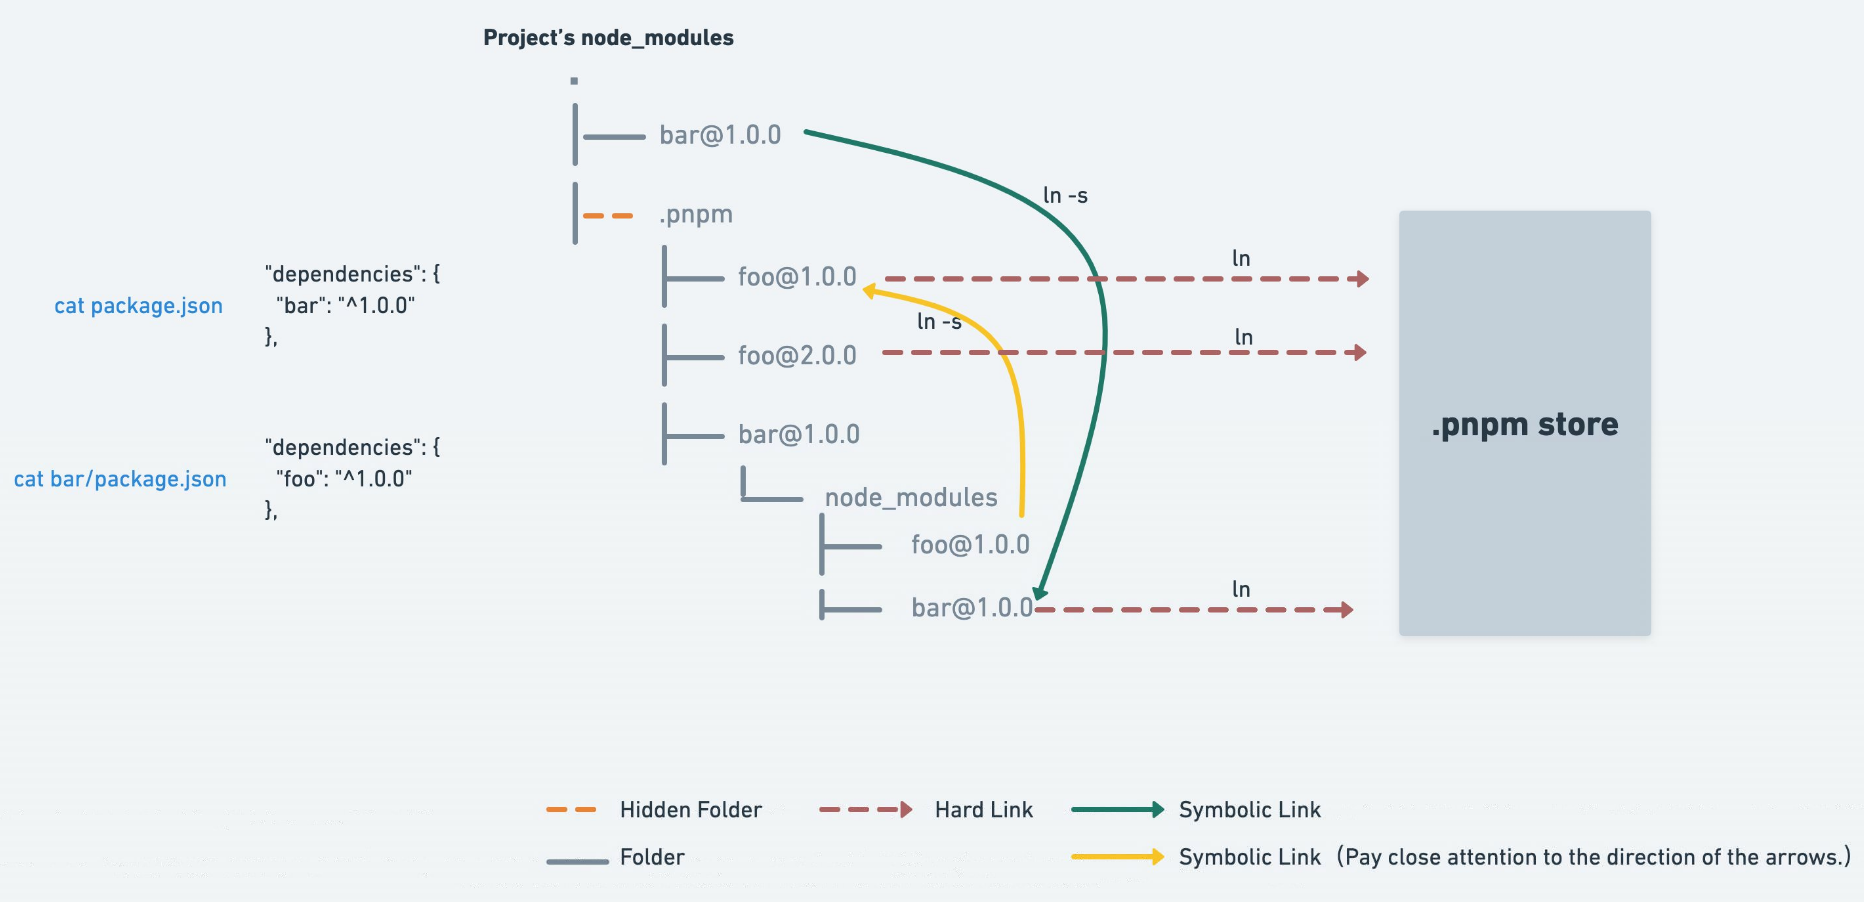 Project's node_modules
.
bar@1.0.0
ln -s
.pnpm
ln
"dependencies": {
foo@1.0.0
cat package.json
"bar": "^1.0.0"
ln -s
},
ln
foo@2.0.0
.pnpm store
bar@1.0.0
"dependencies": {
cat bar/package.json
"foo": "^1.0.0"
},
node_modules
foo@1.0.0
ln
bar@1.0.0
Hidden Folder
Hard Link
Symbolic Link
Folder
Symbolic Link（Pay close attention to the direction of the arrows.）